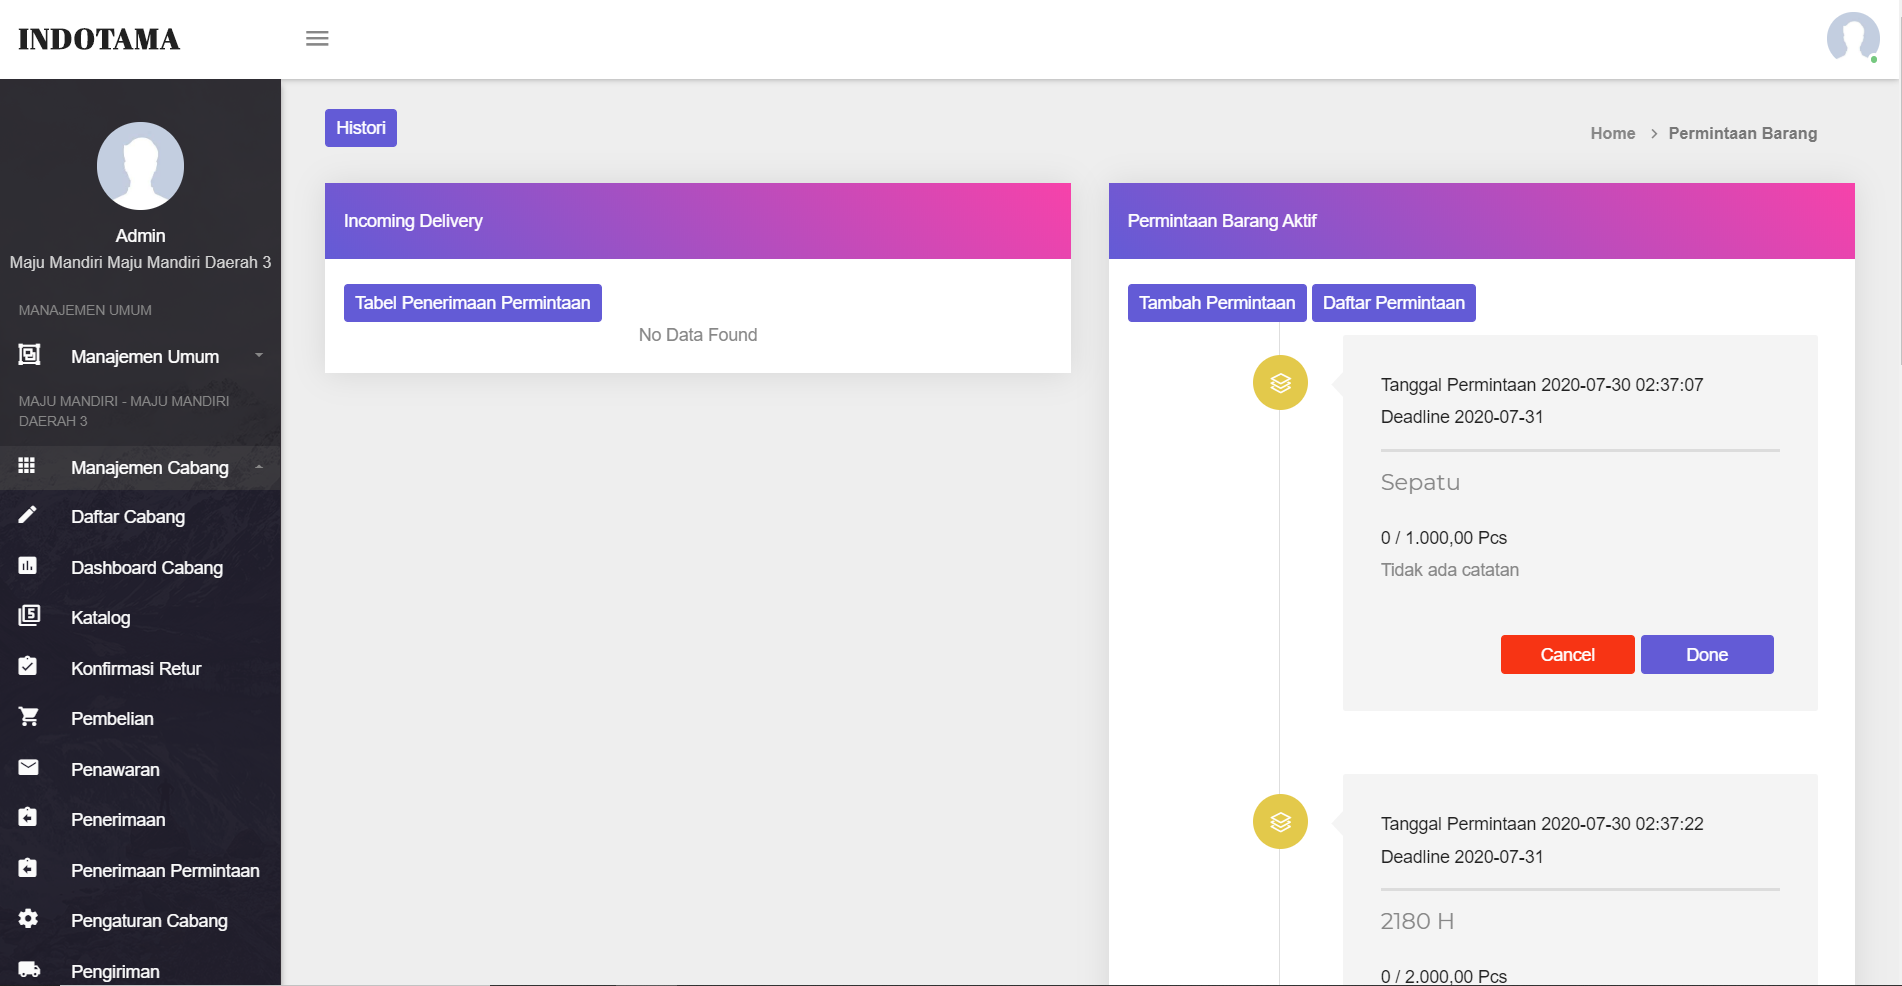 INDOTAMA
Admin
Maju Mandiri Maju Mandiri Daerah 3
MANAJEMEN UMUM
Manajemen Umum
MAJU MANDIRI - MAJU MANDIRI
DAERAH 3
Manajemen Cabang
Daftar Cabang
Dashboard Cabang
Katalog
Konfirmasi Retur
Pembelian
Penawaran
Penerimaan
Penerimaan Permintaan
Pengaturan Cabang
Pengiriman
Histori
Home > Permintaan Barang
Incoming Delivery
Tabel Penerimaan Permintaan
No Data Found
Permintaan Barang Aktif
Tambah Permintaan Daftar Permintaan
Tanggal Permintaan 2020-07-30 02:37:07
Deadline 2020-07-31
Sepatu
0 / 1.000,00 Pcs
Tidak ada catatan
Cancel Done
Tanggal Permintaan 2020-07-30 02:37:22
Deadline 2020-07-31
2180 H
0 / 2.000,00 Pcs